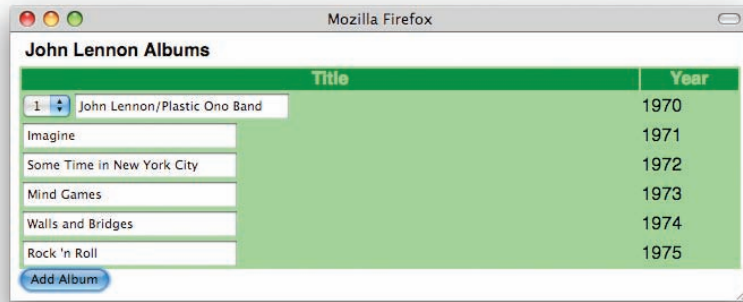 Mozilla Firefox
John Lennon Albums
Title Year
1 John Lennon/Plastic Ono Band 1970
Imagine 1971
Some Time in New York City 1972
Mind Games 1973
Walls and Bridges 1974
Rock 'n Roll 1975
Add Album